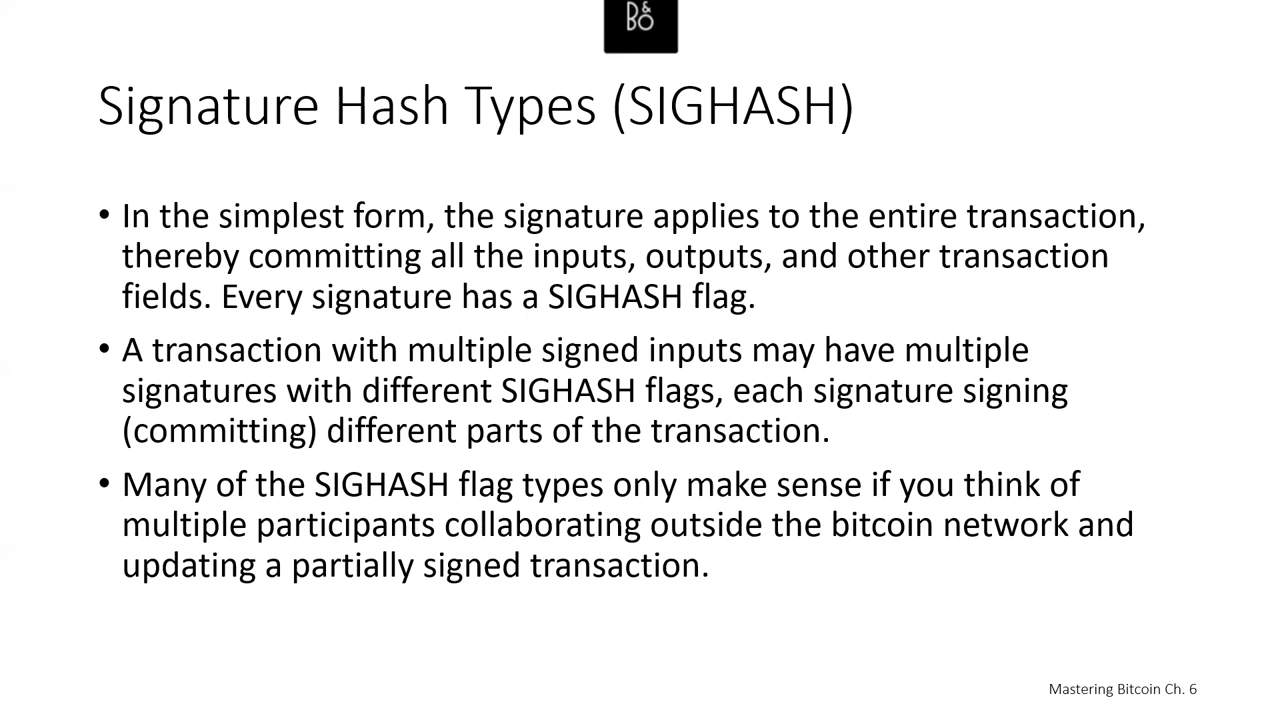 B&O
Signature Hash Types (SIGHASH)
• In the simplest form, the signature applies to the entire transaction,
thereby committing all the inputs, outputs, and other transaction
fields. Every signature has a SIGHASH flag.
• A transaction with multiple signed inputs may have multiple
signatures with different SIGHASH flags, each signature signing
(committing) different parts of the transaction.
• Many of the SIGHASH flag types only make sense if you think of
multiple participants collaborating outside the bitcoin network and
updating a partially signed transaction.
Mastering Bitcoin Ch. 6